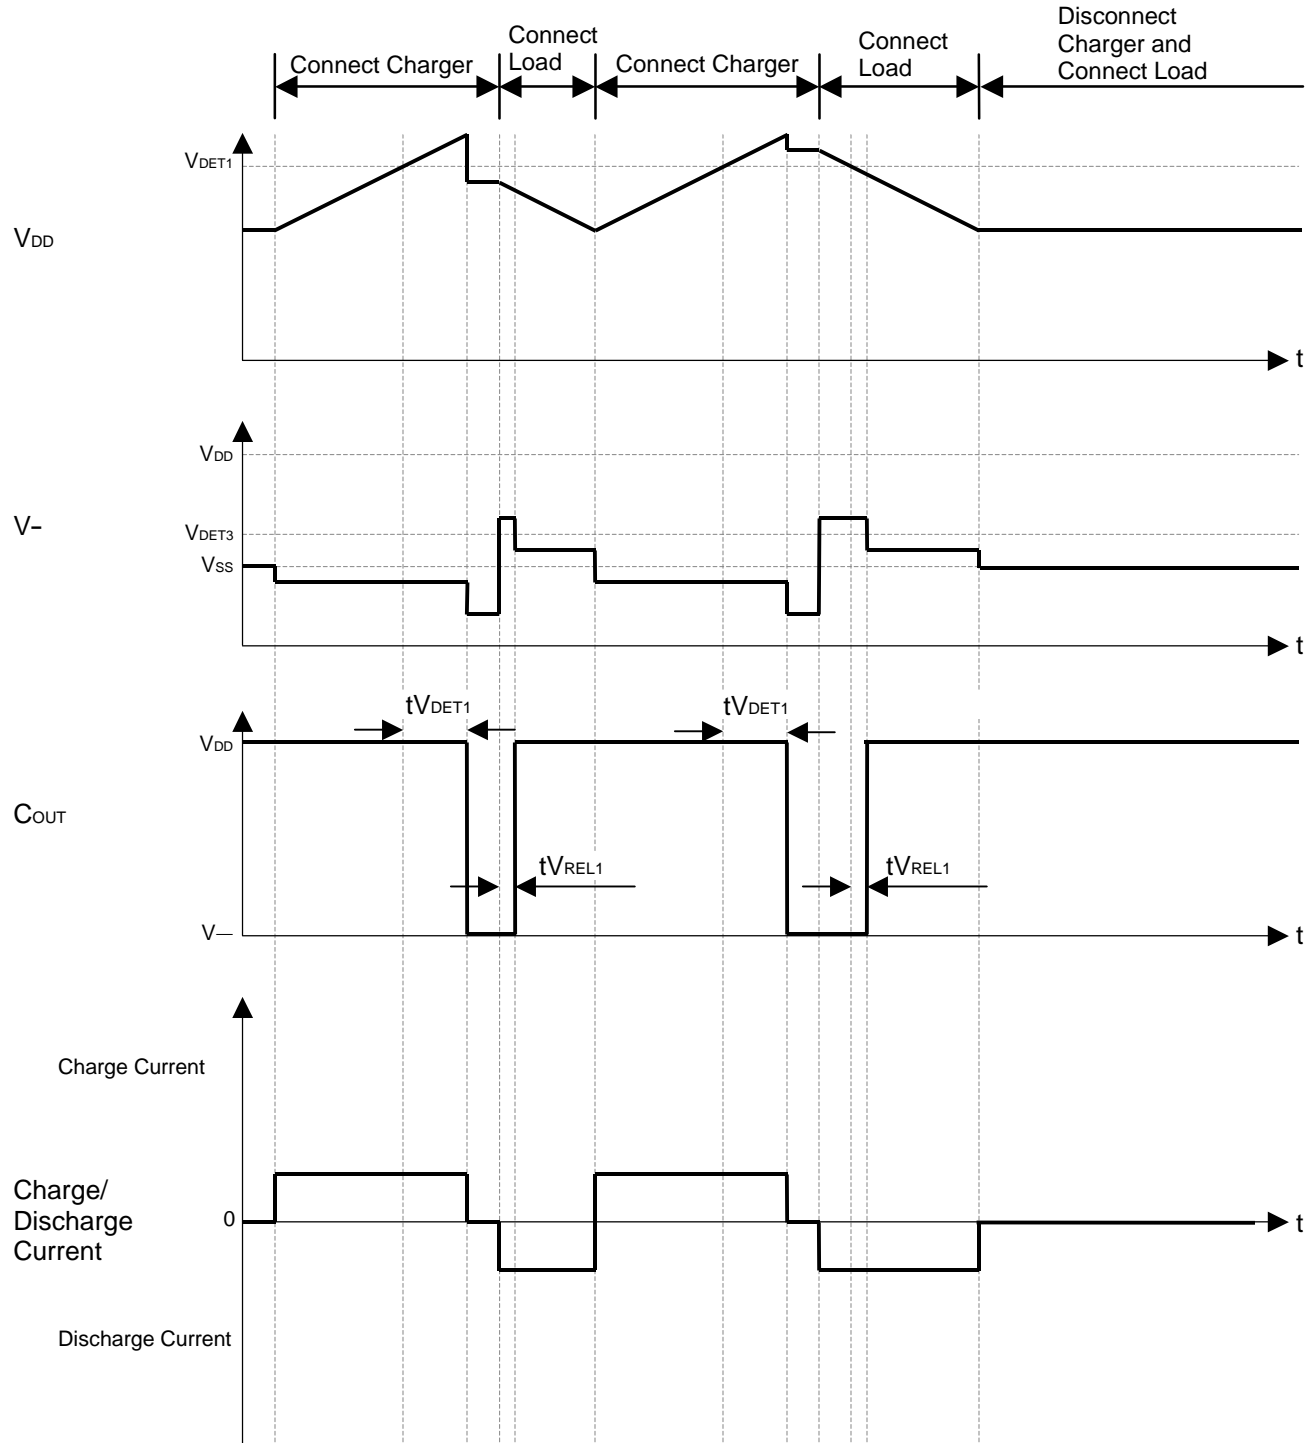 Connect Charger
Connect
Load
Connect Charger
Connect
Load
Disconnect
Charger and
Connect Load
VDET1
VDD
t
VDD
V-
VDET3
VSS
t
tVDET1
tVDET1
VDD
COUT
tVREL1
tVREL1
V—
t
Charge Current
Charge/
Discharge
Current
0
t
Discharge Current